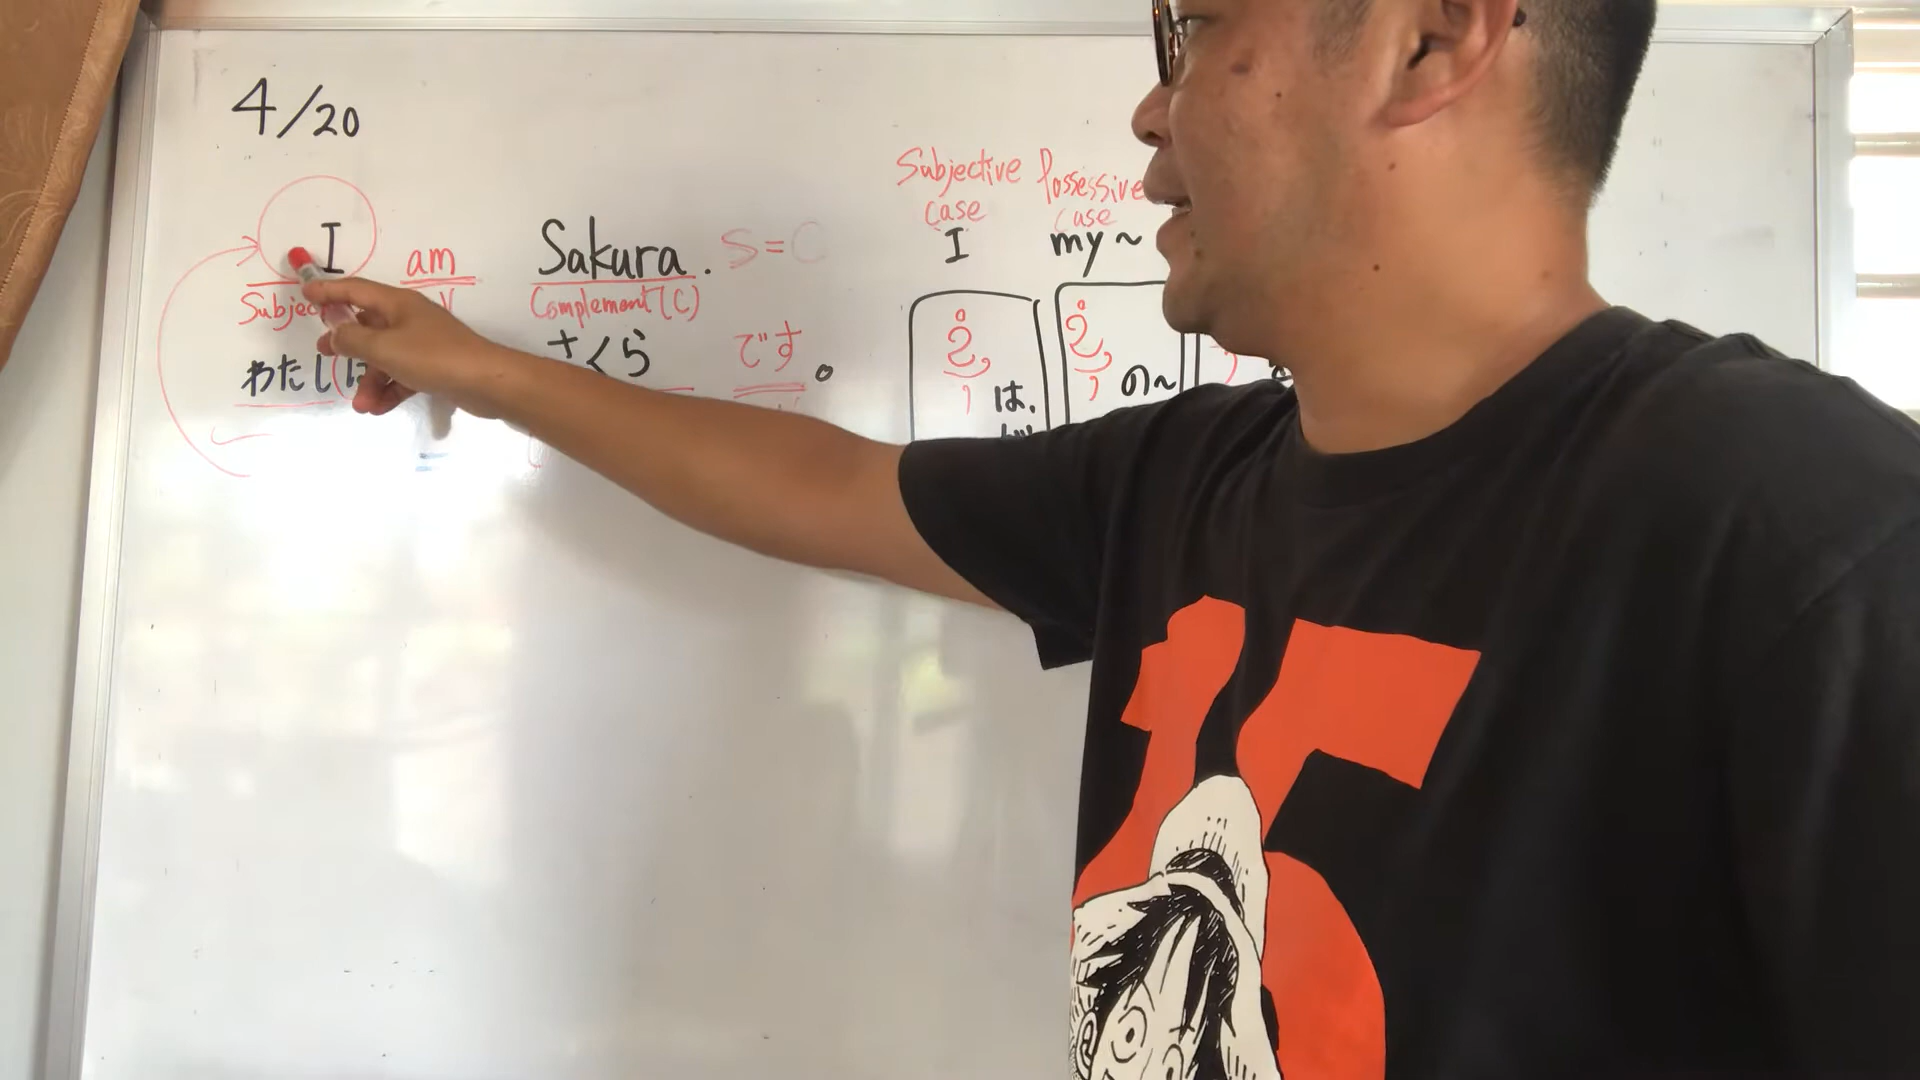 4/20
I am Sakura. S=C
Complement (C)
わたし さくら です。
Subjective Possessive
case case
I my ~
は, の~
15